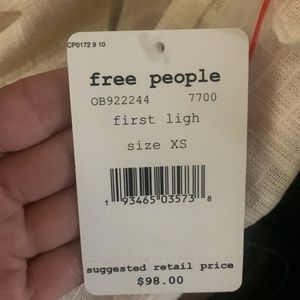 CP0172 9 10
free people
OB922244 7700
first ligh
size XS
1 93465 03573 8
suggested retail price
$98.00